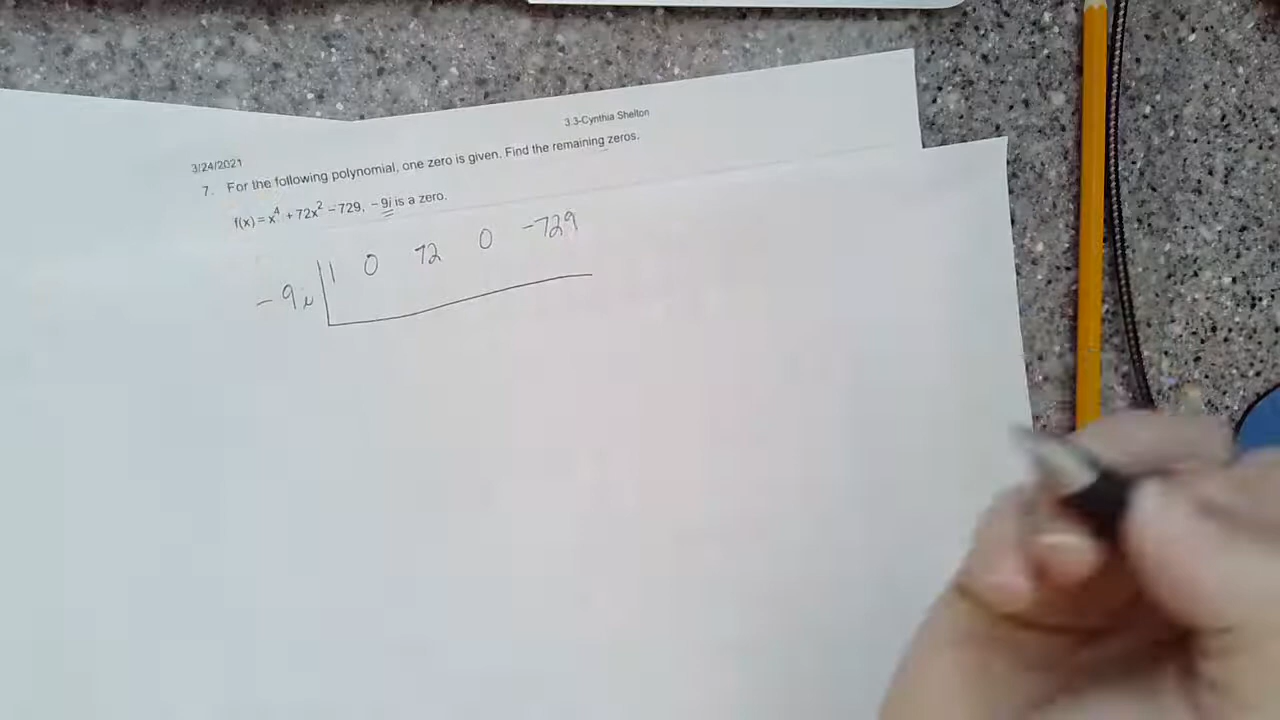 3/24/2021
3.3-Cynthia Shelton
7. For the following polynomial, one zero is given. Find the remaining zeros.
f(x) = x⁴ + 72x² − 729, − 9i is a zero.
1 0 72 0 -729
- 9i